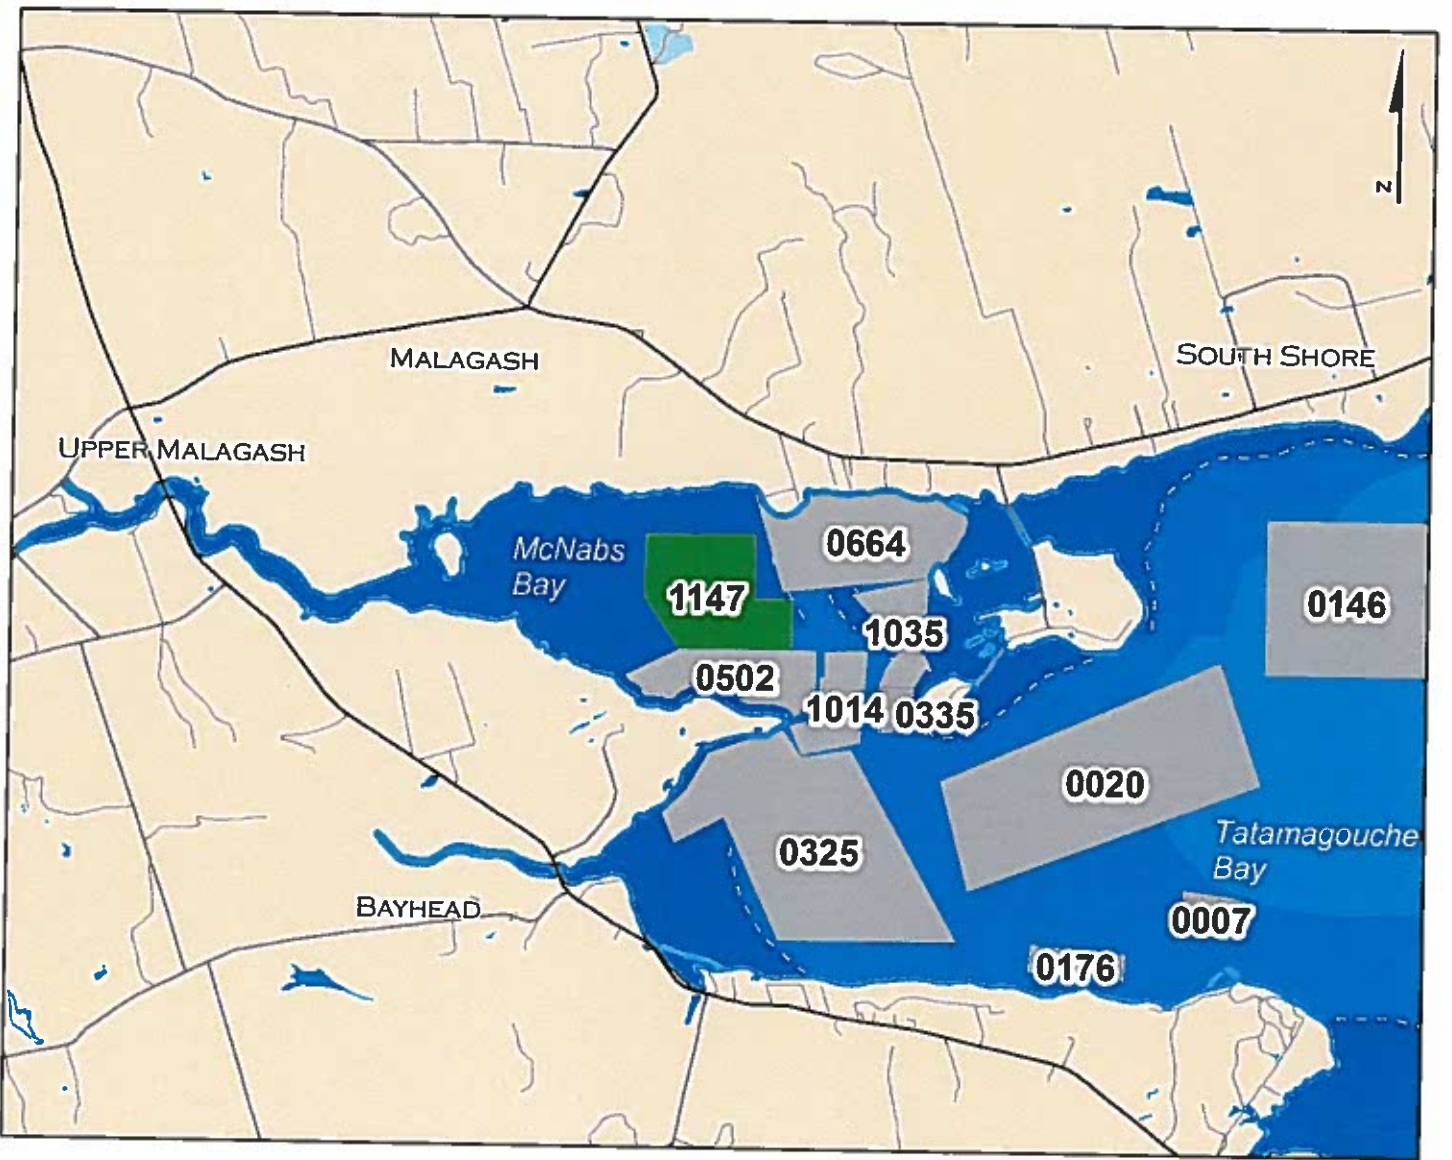 N
MALAGASH
SOUTH SHORE
UPPER MALAGASH
McNabs
Bay
0664
1147
0146
1035
0502
1014
0335
0020
0325
Tatamagouche
Bay
0007
BAYHEAD
0176